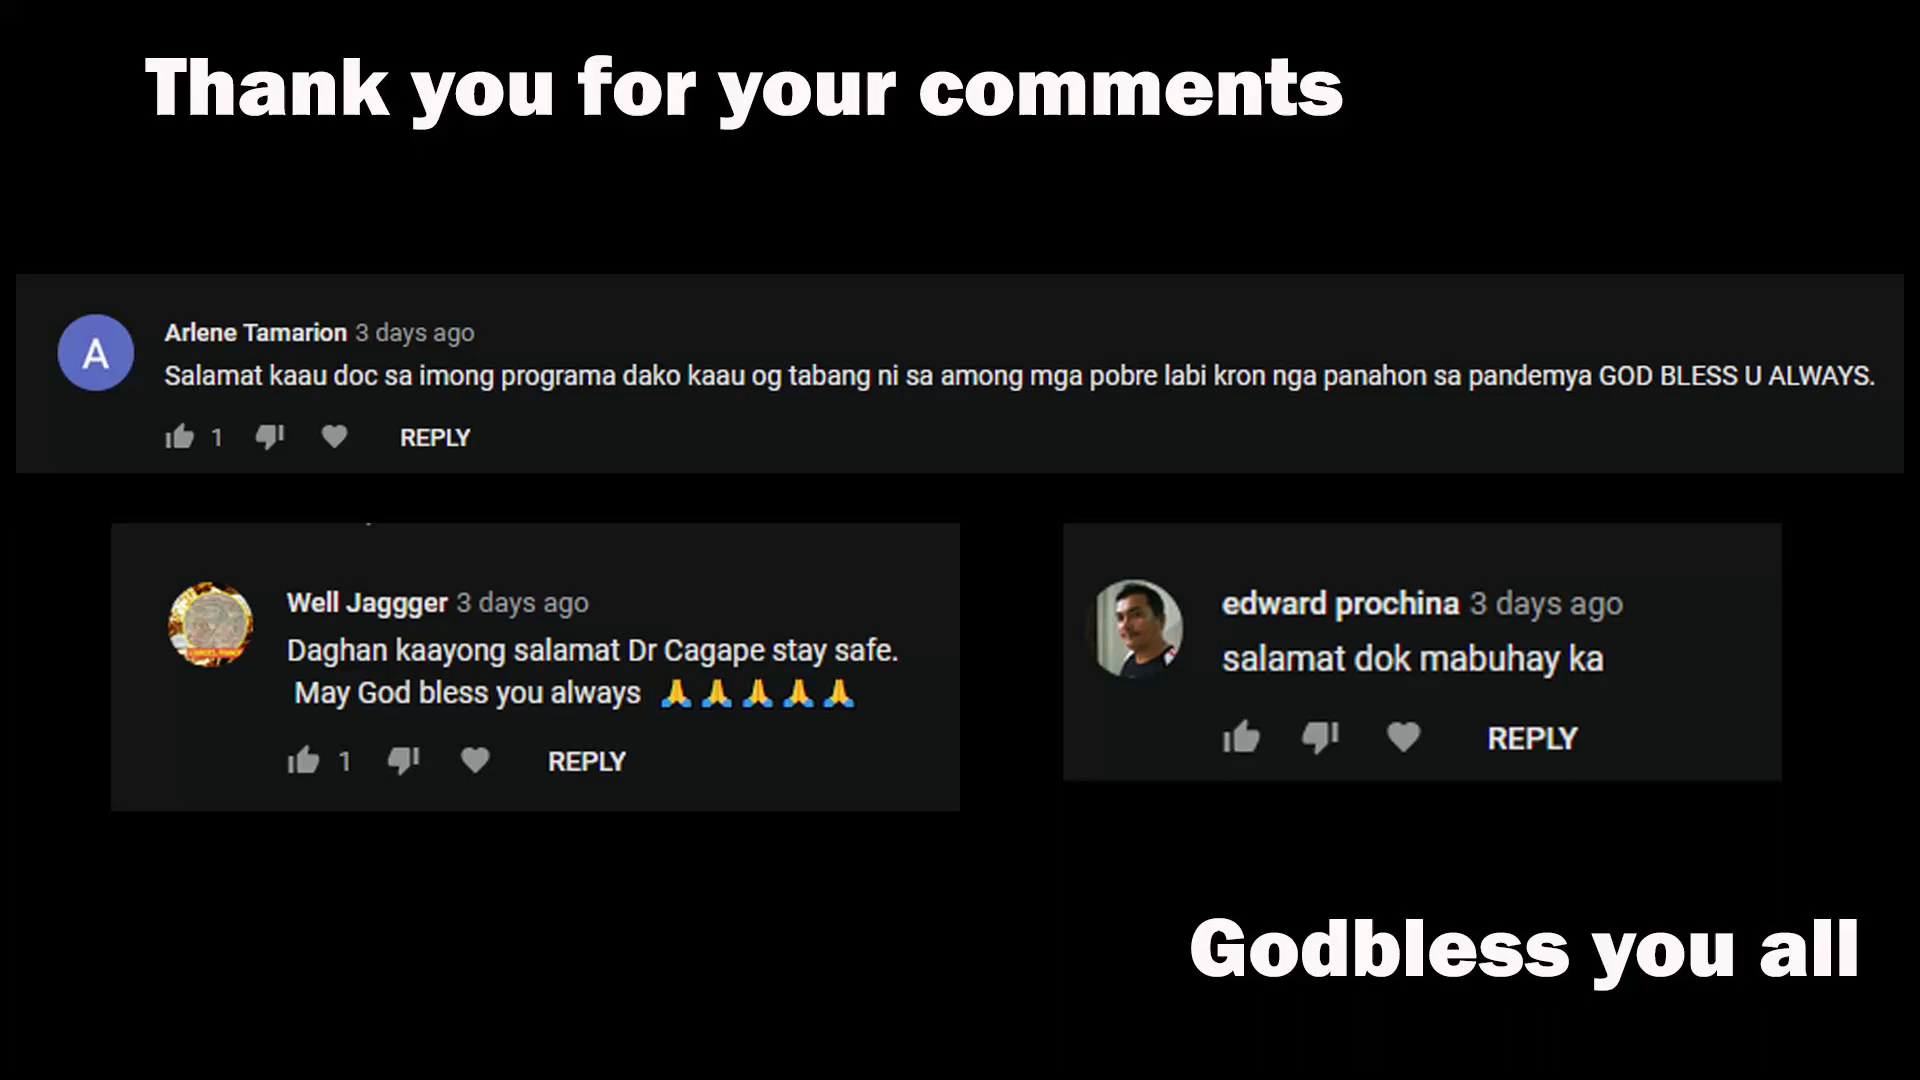 Thank you for your comments
A
Arlene Tamarion 3 days ago
Salamat kaau doc sa imong programa dako kaau og tabang ni sa among mga pobre labi kron nga panahon sa pandemya GOD BLESS U ALWAYS.
1 REPLY
Well Jaggger 3 days ago
Daghan kaayong salamat Dr Cagape stay safe.
May God bless you always 🙏🙏🙏🙏🙏
1 REPLY
edward prochina 3 days ago
salamat dok mabuhay ka
REPLY
Godbless you all